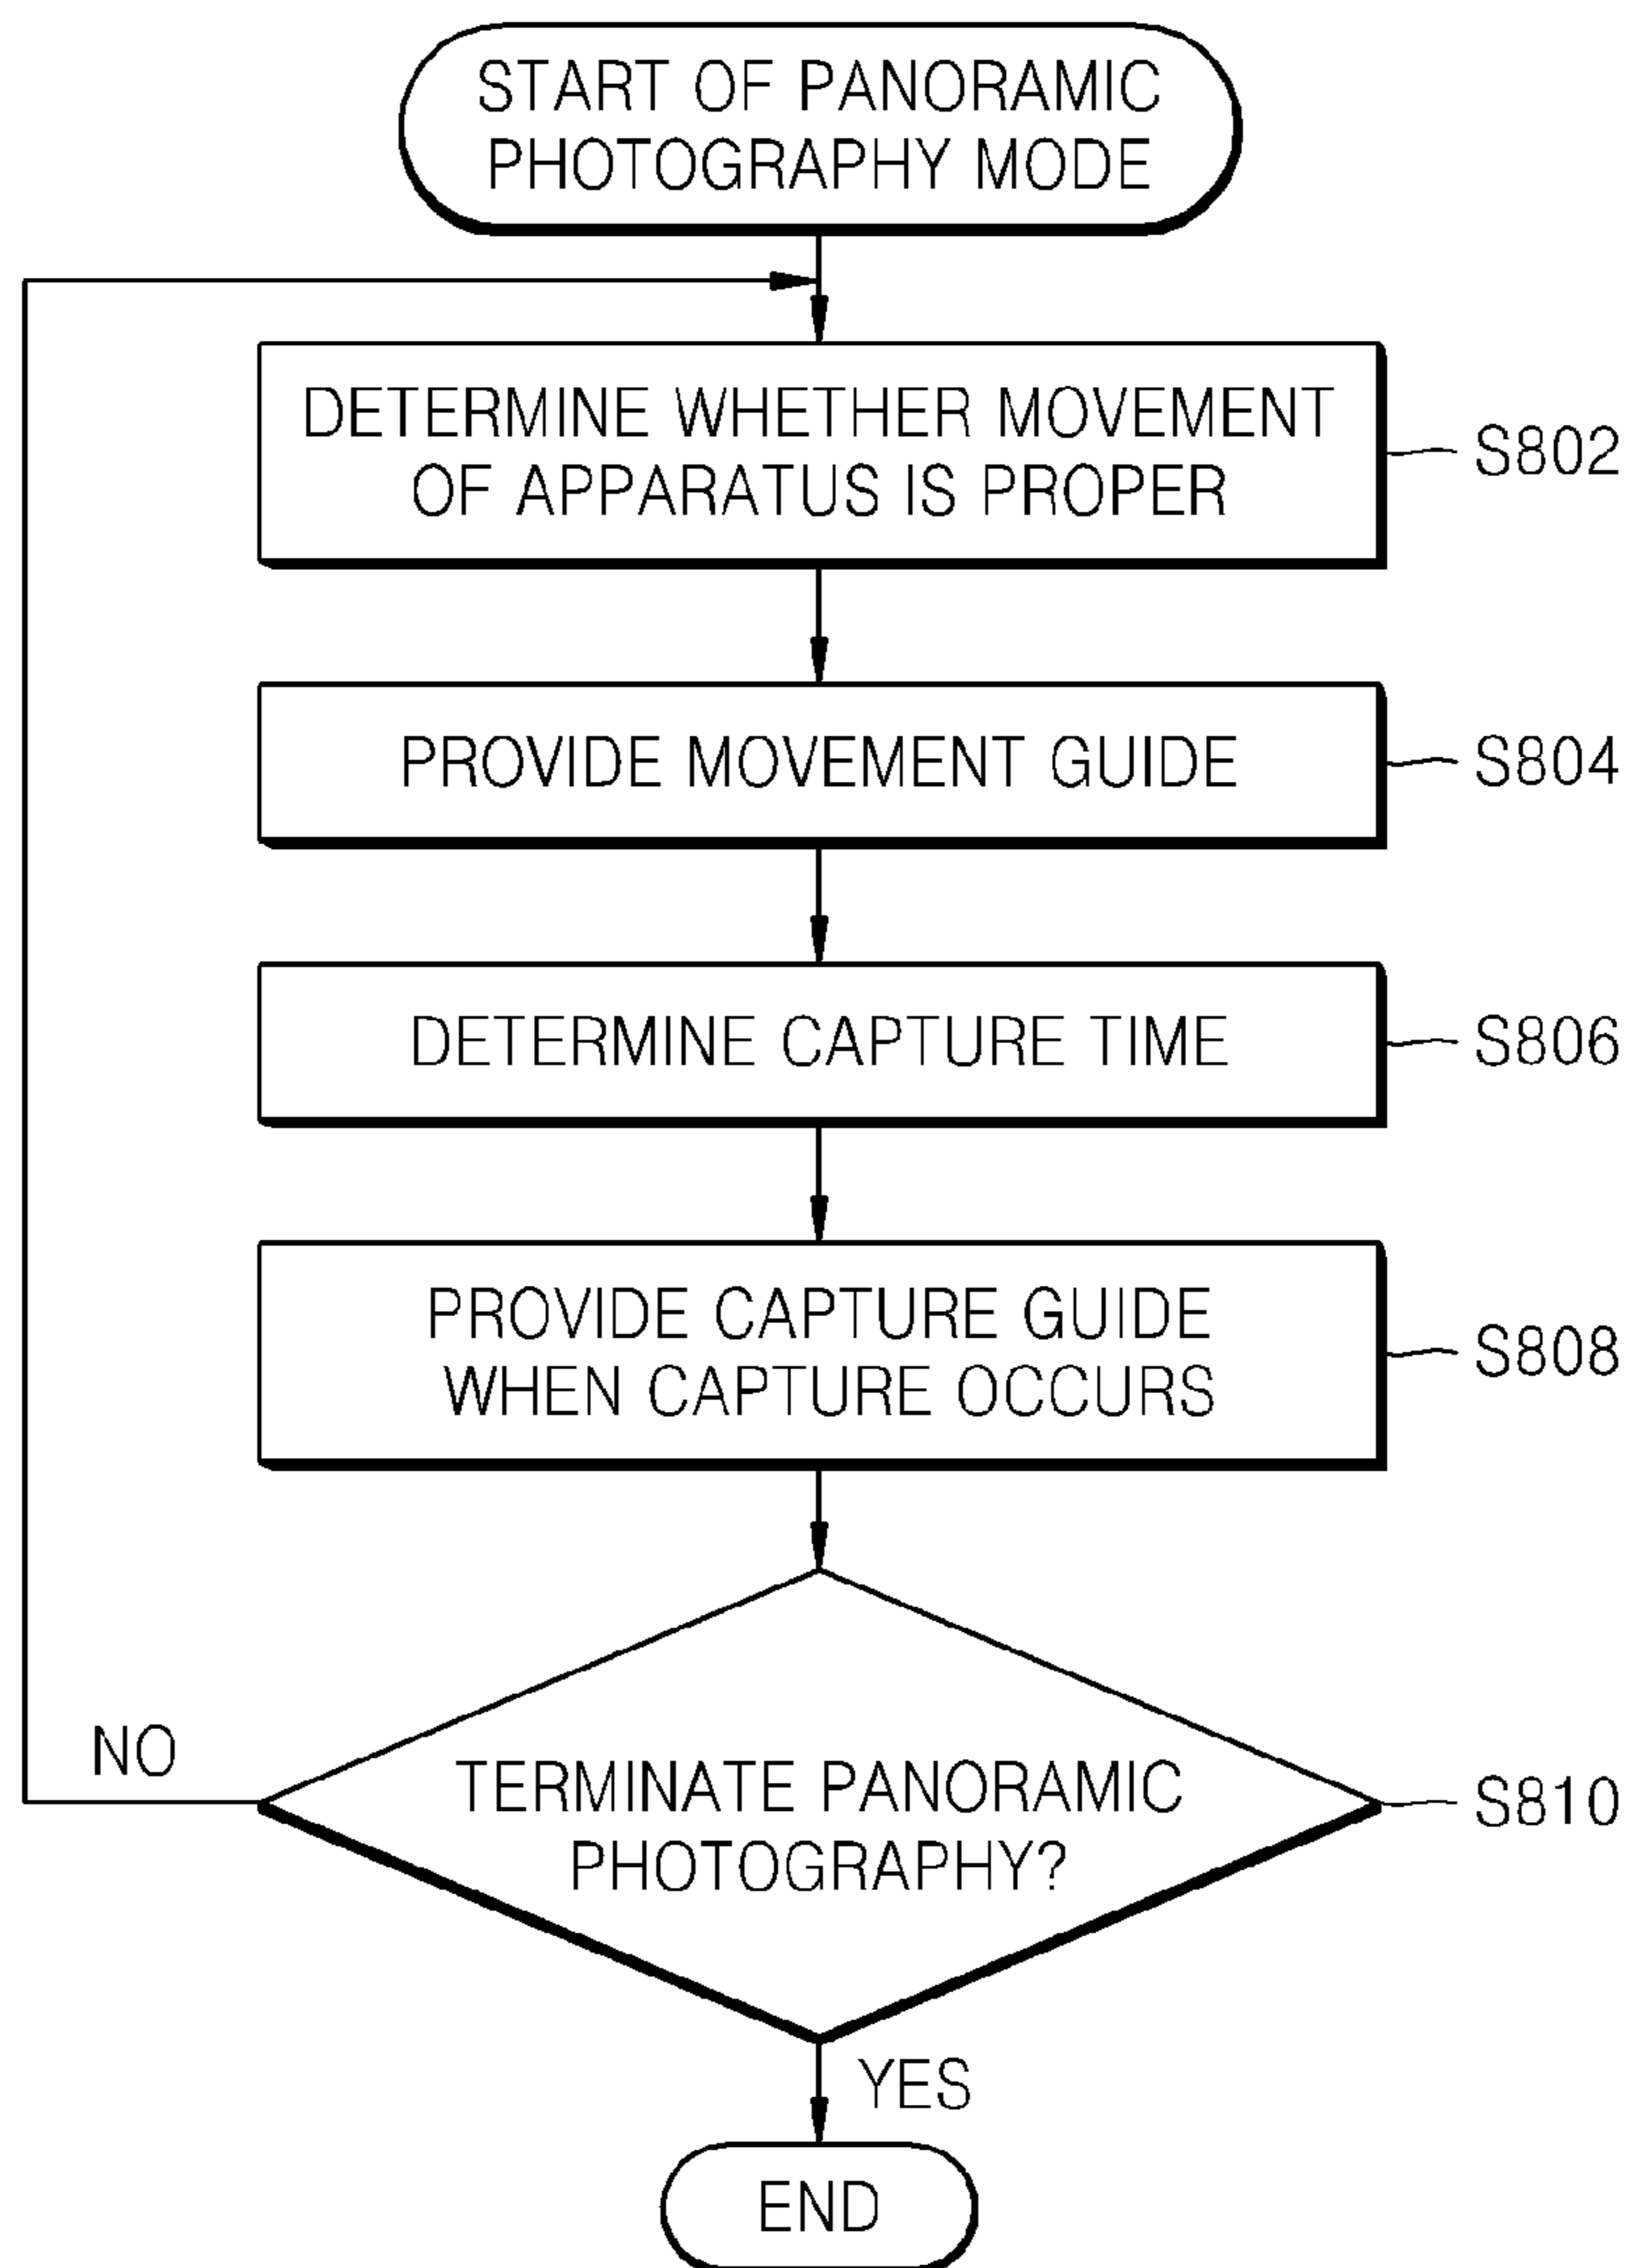 START OF PANORAMIC
PHOTOGRAPHY MODE
DETERMINE WHETHER MOVEMENT
OF APPARATUS IS PROPER
S802
PROVIDE MOVEMENT GUIDE
S804
DETERMINE CAPTURE TIME
S806
PROVIDE CAPTURE GUIDE
WHEN CAPTURE OCCURS
S808
NO
TERMINATE PANORAMIC
PHOTOGRAPHY?
S810
YES
END